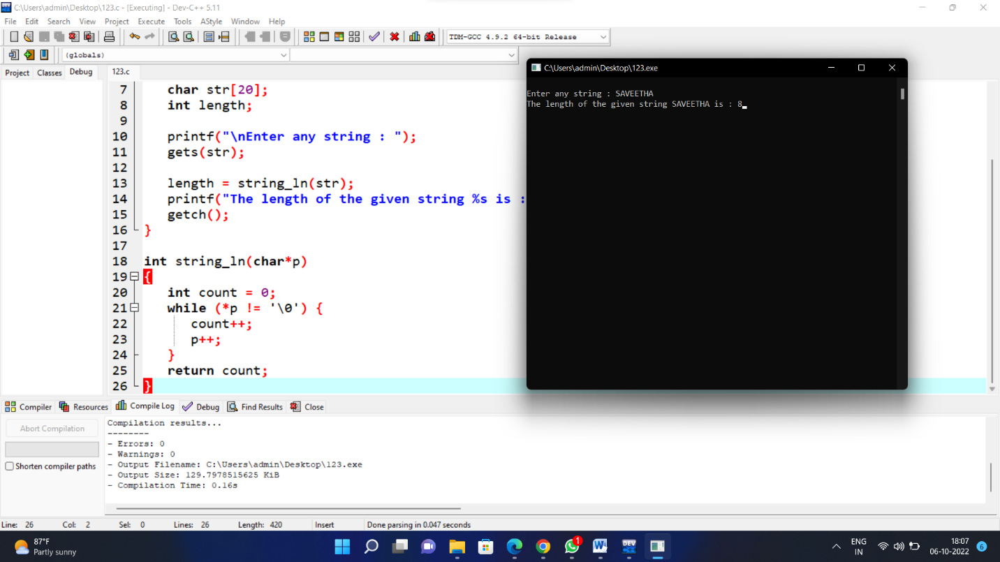 C:\Users\admin\Desktop\123.c - [Executing] - Dev-C++ 5.11
File Edit Search View Project Execute Tools AStyle Window Help
TDM-GCC 4.9.2 64-bit Release
(globals)
Project Classes Debug 123.c
7 char str[20];
8 int length;
9
10 printf("\nEnter any string : ");
11 gets(str);
12
13 length = string_ln(str);
14 printf("The length of the given string %s is :
15 getch();
16 }
17
18 int string_ln(char*p)
19 {
20 int count = 0;
21 while (*p != '\0') {
22 count++;
23 p++;
24 }
25 return count;
26 }
C:\Users\admin\Desktop\123.exe
Enter any string : SAVEETHA
The length of the given string SAVEETHA is : 8
Compiler Resources Compile Log Debug Find Results Close
Abort Compilation
Shorten compiler paths
Compilation results...
--------
- Errors: 0
- Warnings: 0
- Output Filename: C:\Users\admin\Desktop\123.exe
- Output Size: 129.7978515625 KiB
- Compilation Time: 0.16s
Line: 26 Col: 2 Sel: 0 Lines: 26 Length: 420 Insert Done parsing in 0.047 seconds
87°F
Partly sunny
1
W
DEV
ENG
IN
18:07
06-10-2022
6